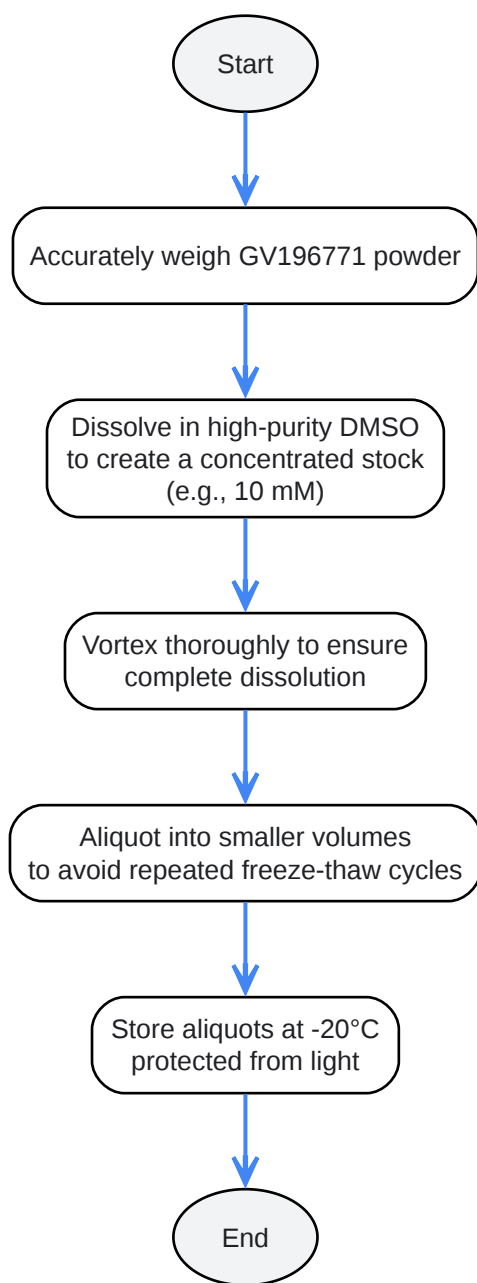 Start
Accurately weigh GV196771 powder
Dissolve in high-purity DMSO
to create a concentrated stock
(e.g., 10 mM)
Vortex thoroughly to ensure
complete dissolution
Aliquot into smaller volumes
to avoid repeated freeze-thaw cycles
Store aliquots at -20°C
protected from light
End